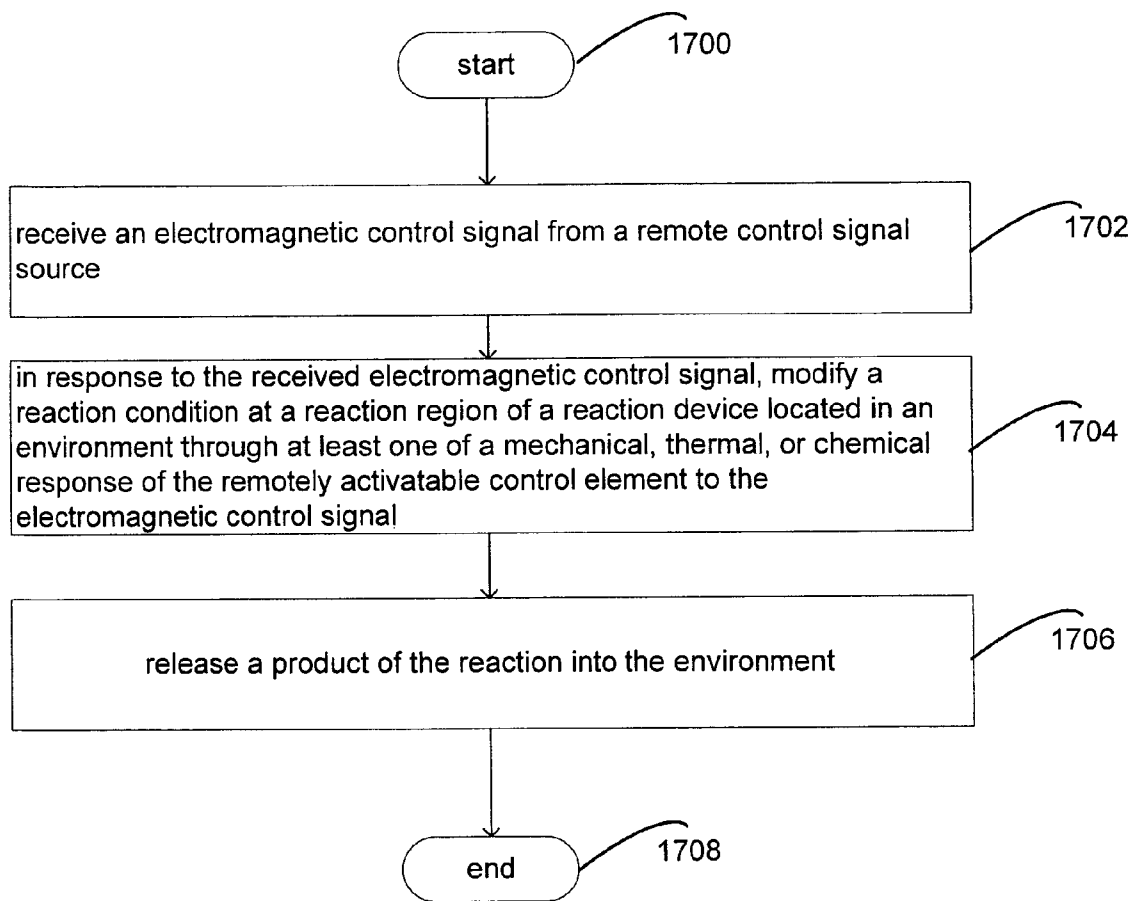 start
1700
receive an electromagnetic control signal from a remote control signal
source
1702
in response to the received electromagnetic control signal, modify a
reaction condition at a reaction region of a reaction device located in an
environment through at least one of a mechanical, thermal, or chemical
response of the remotely activatable control element to the
electromagnetic control signal
1704
release a product of the reaction into the environment
1706
end
1708